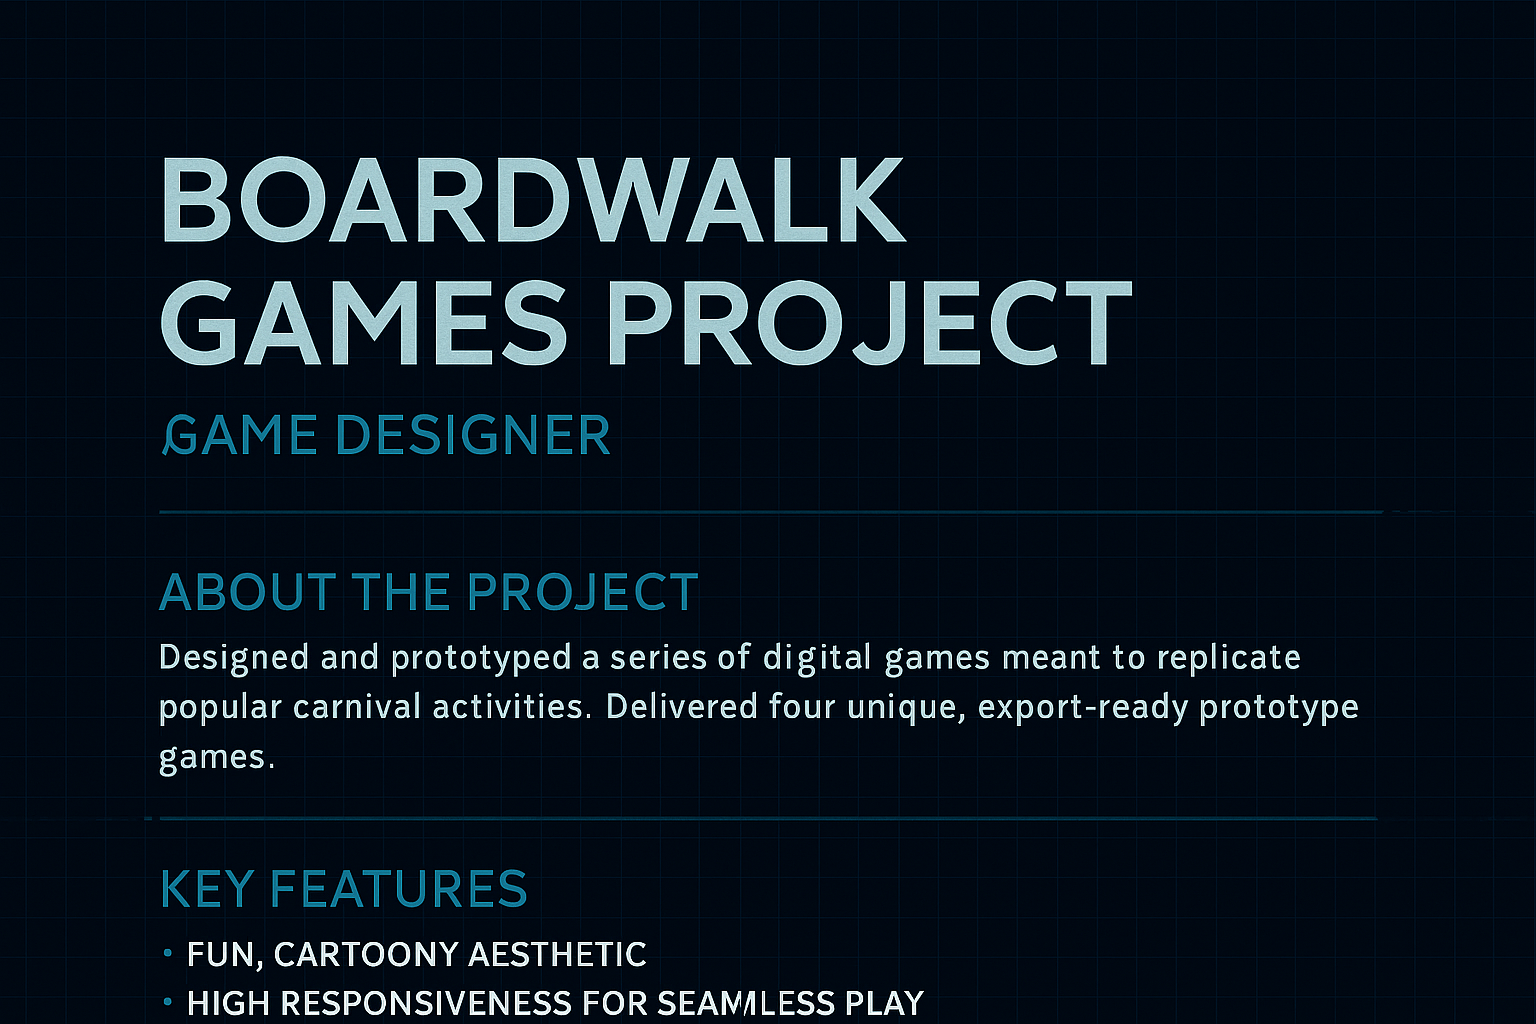 BOARDWALK
GAMES PROJECT
GAME DESIGNER
ABOUT THE PROJECT
Designed and prototyped a series of digital games meant to replicate
popular carnival activities. Delivered four unique, export-ready prototype
games.
KEY FEATURES
• FUN, CARTOONY AESTHETIC
• HIGH RESPONSIVENESS FOR SEAMLESS PLAY